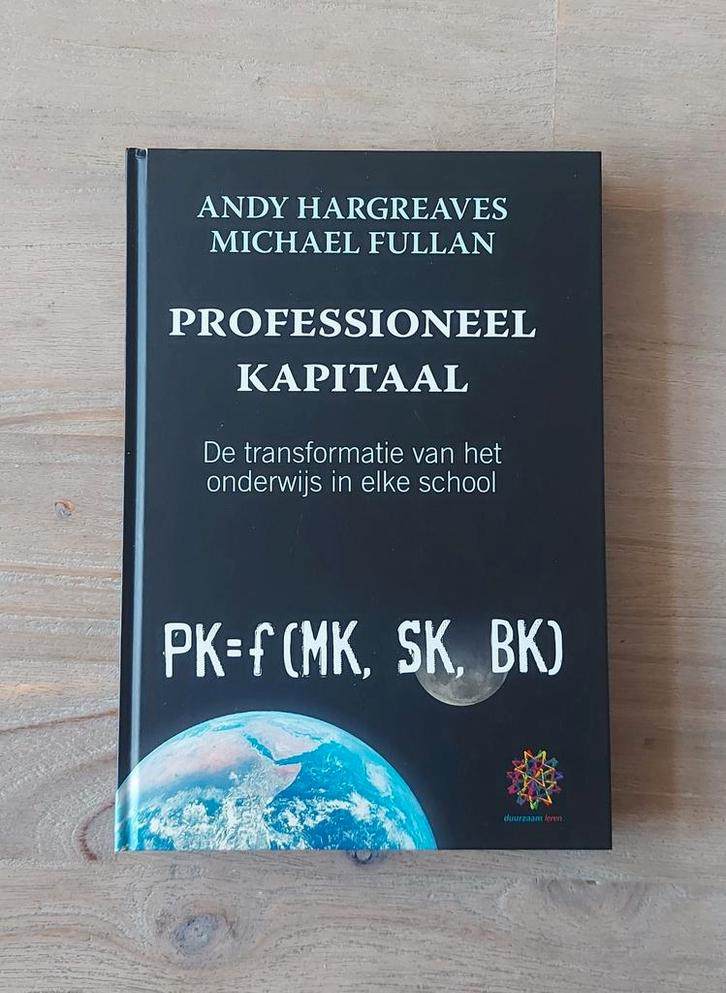 ANDY HARGREAVES
MICHAEL FULLAN
PROFESSIONEEL
KAPITAAL
De transformatie van het
onderwijs in elke school
PK=f(MK, SK, BK)
duurzaam leren